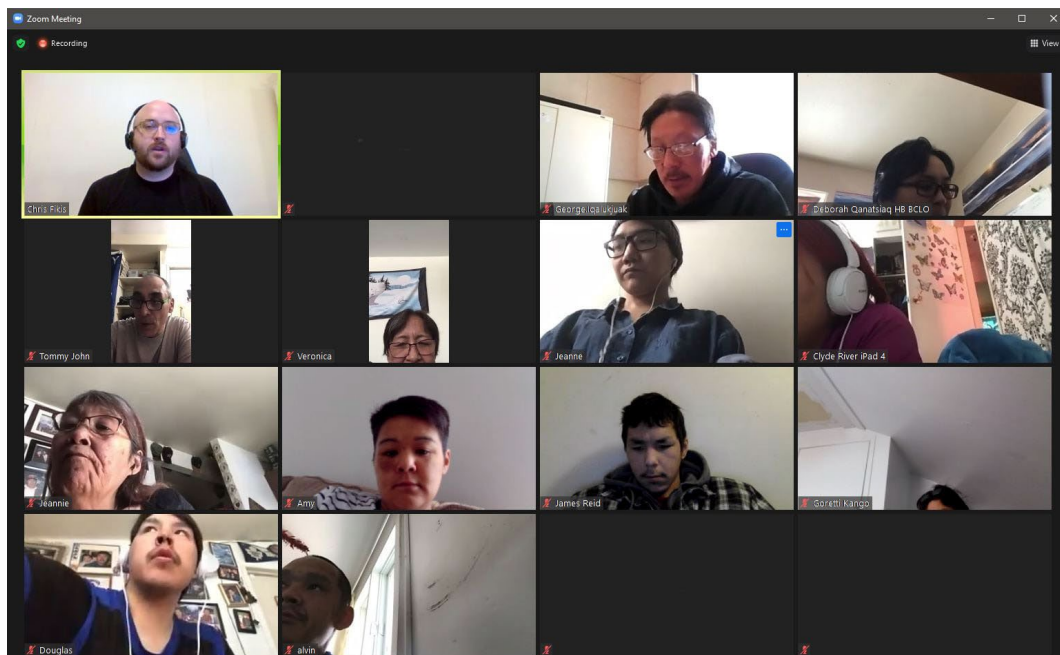 Zoom Meeting
Recording
View
Chris Fikis
George Iqalukjuak
Deborah Qanatsiaq HB BCLO
Tommy John
Veronica
Jeanne
Clyde River iPad 4
Jeannie
Amy
James Reid
Goretti Kango
Douglas
alvin